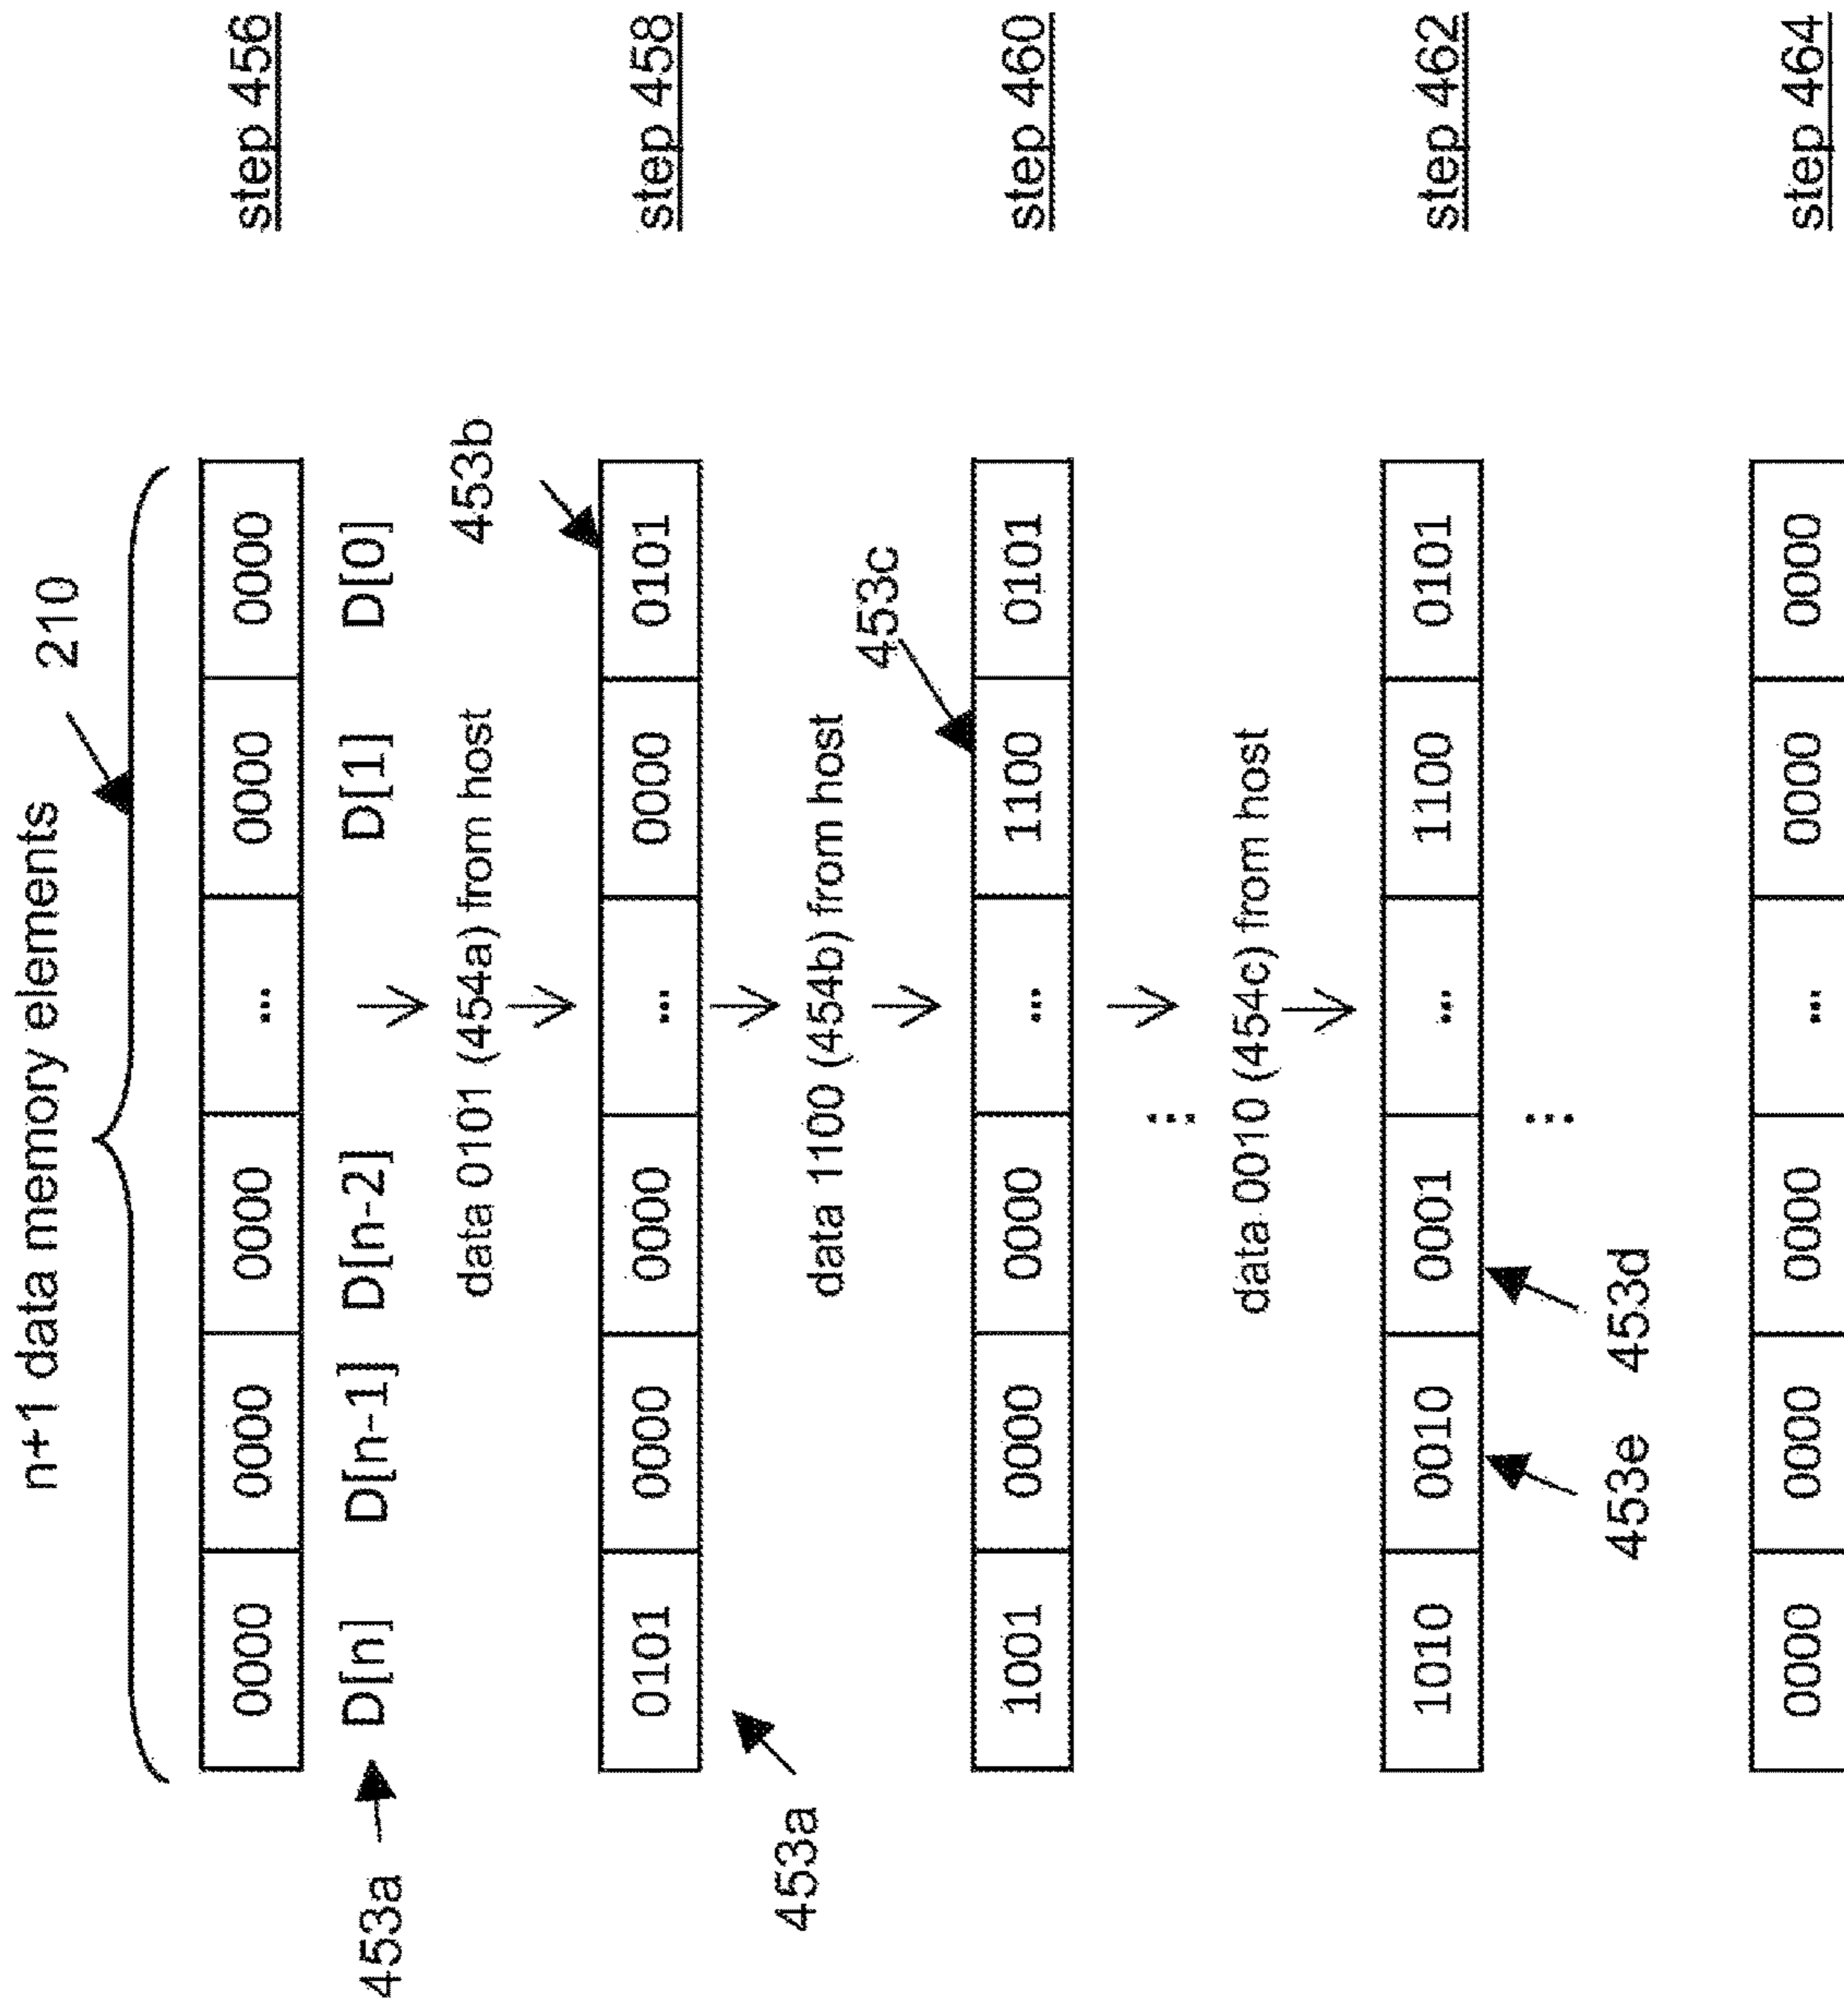 n+1 data memory elements
210
0000 0000 0000 ... 0000 0000 step 456
453a D[n] D[n-1] D[n-2] D[1] D[0]
data 0101 (454a) from host
453b
0101 0000 0000 ... 0000 0101 step 458
453a
data 1100 (454b) from host
453c
1001 0000 0000 ... 1100 0101 step 460
⋮
data 0010 (454c) from host
1010 0010 0001 ... 1100 0101 step 462
⋮
453e 453d
0000 0000 0000 ... 0000 0000 step 464